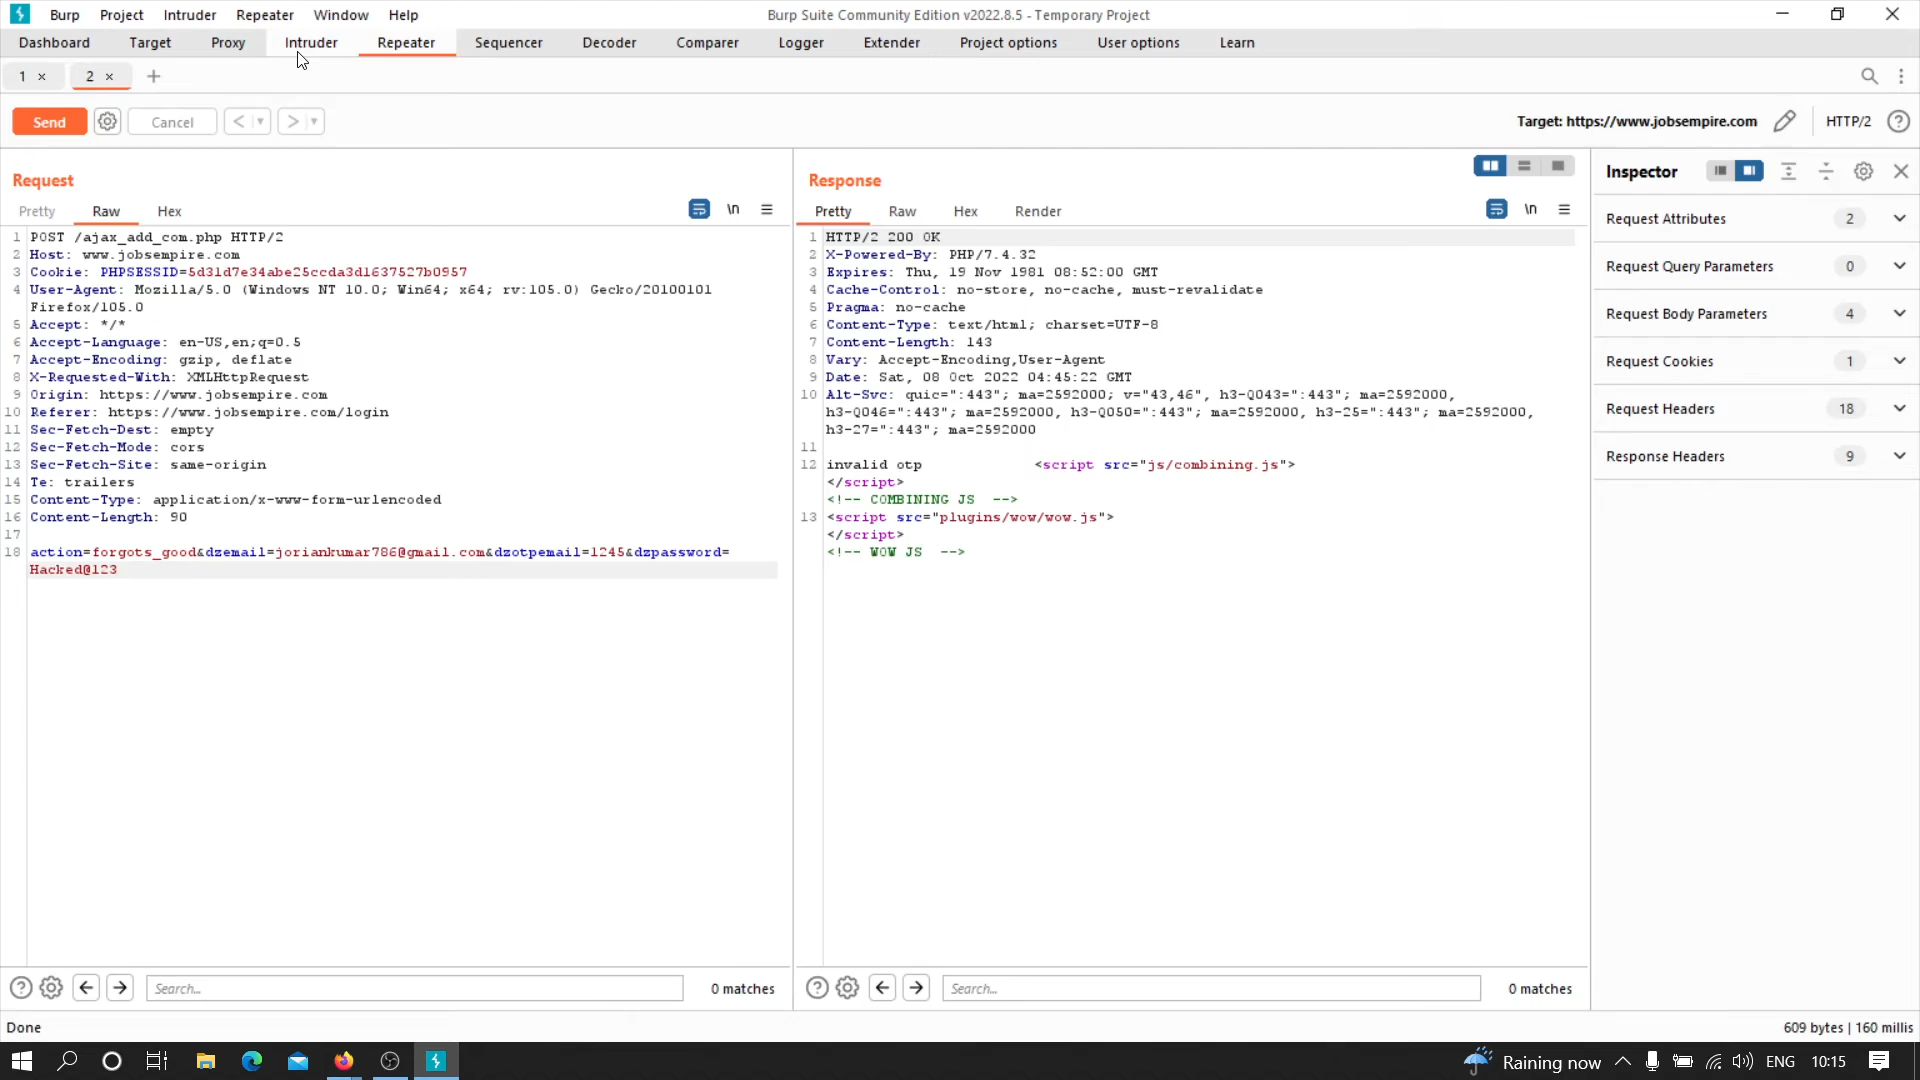 Burp Project Intruder Repeater Window Help Burp Suite Community Edition v2022.8.5 - Temporary Project
Dashboard Target Proxy Intruder Repeater Sequencer Decoder Comparer Logger Extender Project options User options Learn
1 × 2 × +
Send Cancel < > Target: https://www.jobsempire.com HTTP/2 ?
Request
Pretty Raw Hex \n
1 POST /ajax_add_com.php HTTP/2
2 Host: www.jobsempire.com
3 Cookie: PHPSESSID=5d31d7e34abe25ccda3d1637527b0957
4 User-Agent: Mozilla/5.0 (Windows NT 10.0; Win64; x64; rv:105.0) Gecko/20100101
Firefox/105.0
5 Accept: */*
6 Accept-Language: en-US,en;q=0.5
7 Accept-Encoding: gzip, deflate
8 X-Requested-With: XMLHttpRequest
9 Origin: https://www.jobsempire.com
10 Referer: https://www.jobsempire.com/login
11 Sec-Fetch-Dest: empty
12 Sec-Fetch-Mode: cors
13 Sec-Fetch-Site: same-origin
14 Te: trailers
15 Content-Type: application/x-www-form-urlencoded
16 Content-Length: 90
17
18 action=forgots_good&dzemail=joriankumar786@gmail.com&dzotpemail=1245&dzpassword=
Hacked@123
Search... 0 matches
Response
Pretty Raw Hex Render \n
1 HTTP/2 200 OK
2 X-Powered-By: PHP/7.4.32
3 Expires: Thu, 19 Nov 1981 08:52:00 GMT
4 Cache-Control: no-store, no-cache, must-revalidate
5 Pragma: no-cache
6 Content-Type: text/html; charset=UTF-8
7 Content-Length: 143
8 Vary: Accept-Encoding,User-Agent
9 Date: Sat, 08 Oct 2022 04:45:22 GMT
10 Alt-Svc: quic=":443"; ma=2592000; v="43,46", h3-Q043=":443"; ma=2592000,
h3-Q046=":443"; ma=2592000, h3-Q050=":443"; ma=2592000, h3-25=":443"; ma=2592000,
h3-27=":443"; ma=2592000
11
12 invalid otp <script src="js/combining.js">
</script>
<!-- COMBINING JS -->
13 <script src="plugins/wow/wow.js">
</script>
<!-- WOW JS -->
Search... 0 matches
Inspector
Request Attributes 2
Request Query Parameters 0
Request Body Parameters 4
Request Cookies 1
Request Headers 18
Response Headers 9
Done 609 bytes | 160 millis
Raining now ENG 10:15